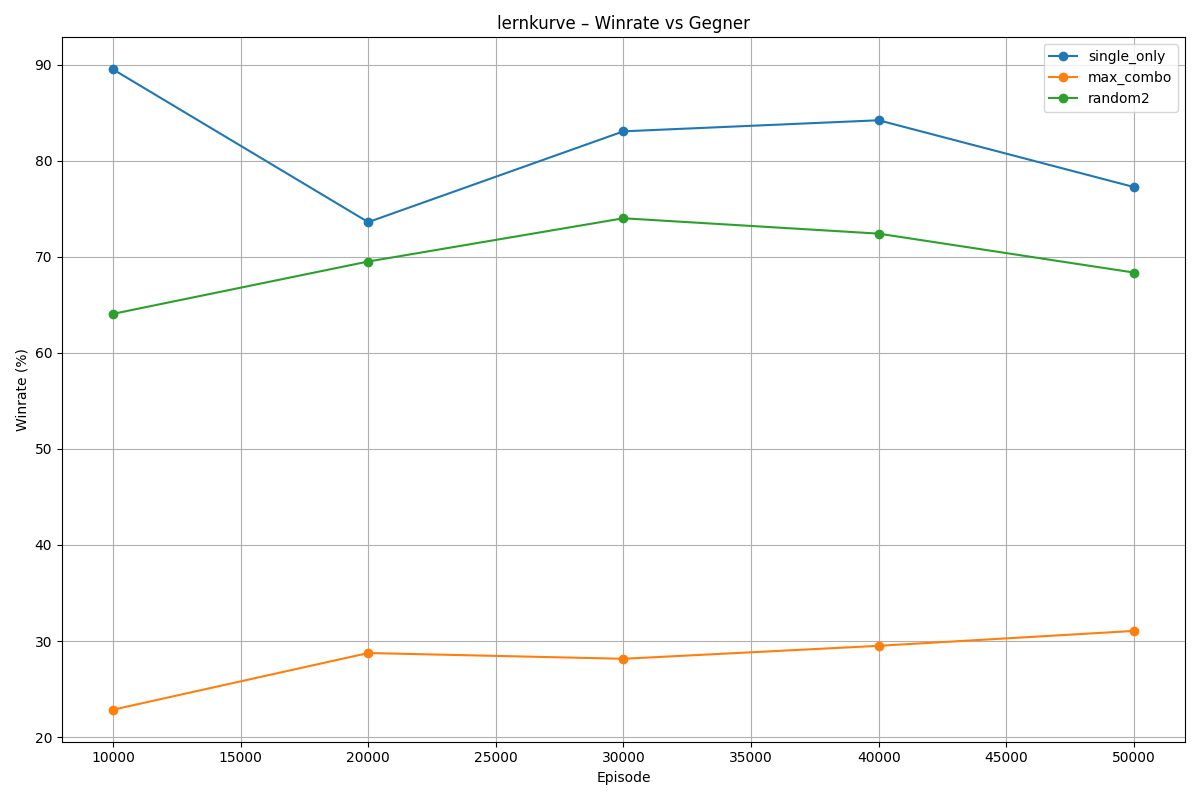 lernkurve – Winrate vs Gegner
single_only
max_combo
random2
Winrate (%)
90
80
70
60
50
40
30
20
10000 15000 20000 25000 30000 35000 40000 45000 50000
Episode